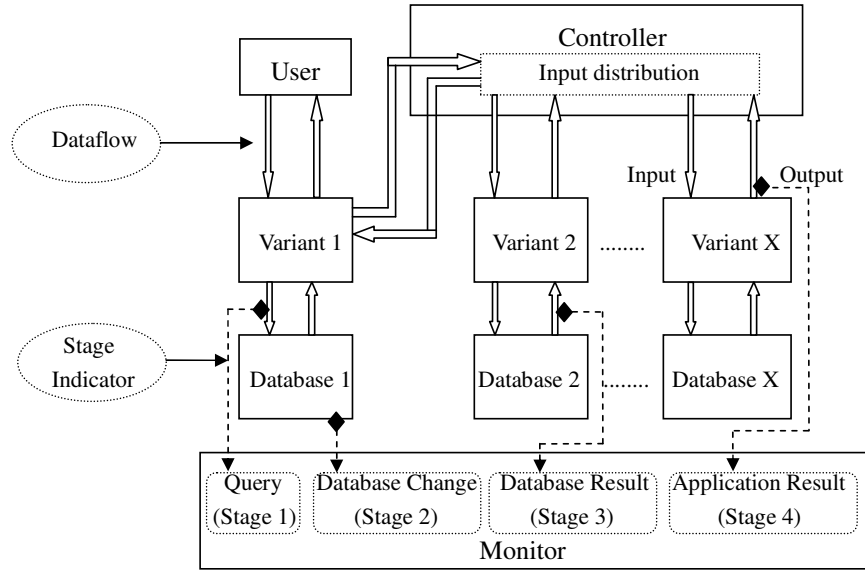 Controller
User
Input distribution
Dataflow
Input
Output
Variant 1
Variant 2
........
Variant X
Stage
Indicator
Database 1
Database 2
........
Database X
Query
(Stage 1)
Database Change
(Stage 2)
Database Result
(Stage 3)
Application Result
(Stage 4)
Monitor